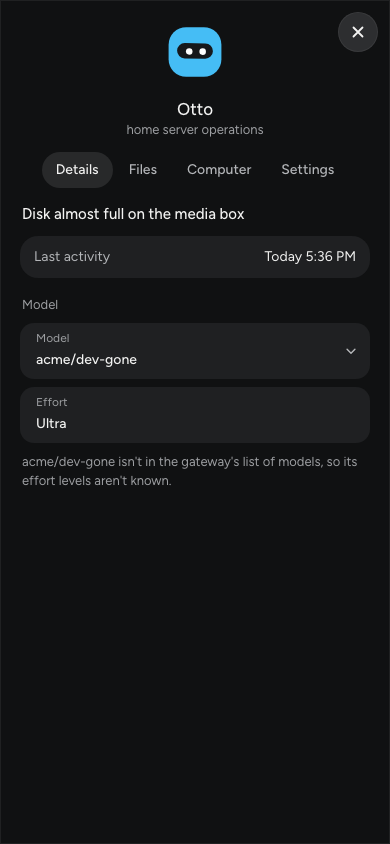 Otto
home server operations
Details Files Computer Settings
Disk almost full on the media box
Last activity Today 5:36 PM
Model
Model
acme/dev-gone
Effort
Ultra
acme/dev-gone isn't in the gateway's list of models, so its
effort levels aren't known.